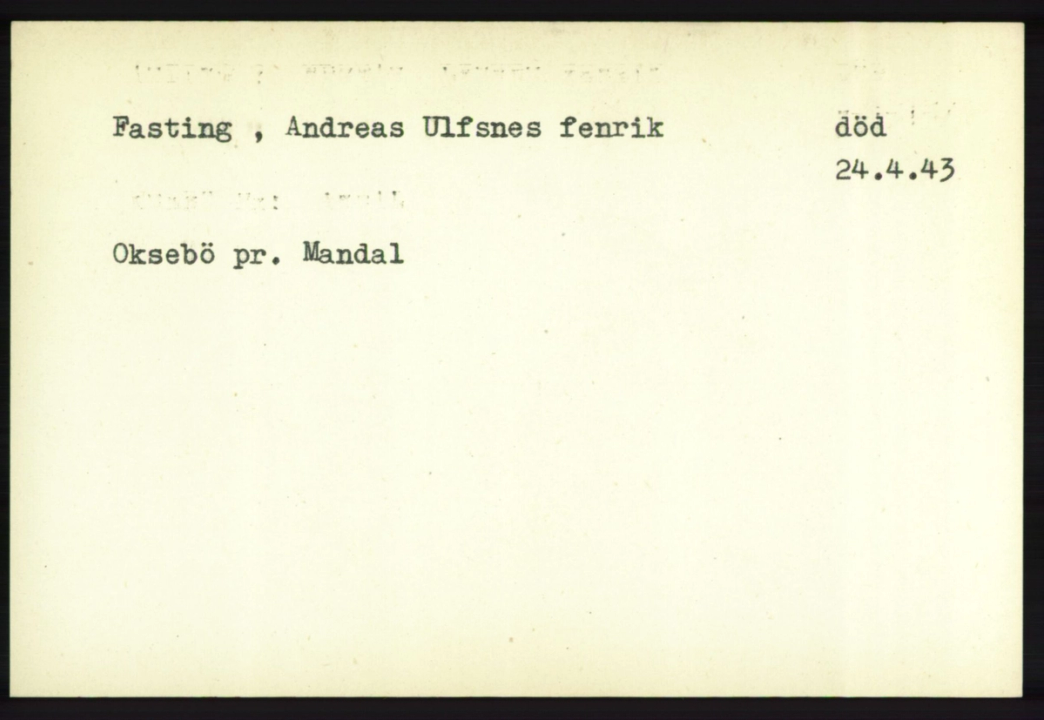 Fasting , Andreas Ulfsnes fenrik död
24.4.43
Oksebö pr. Mandal